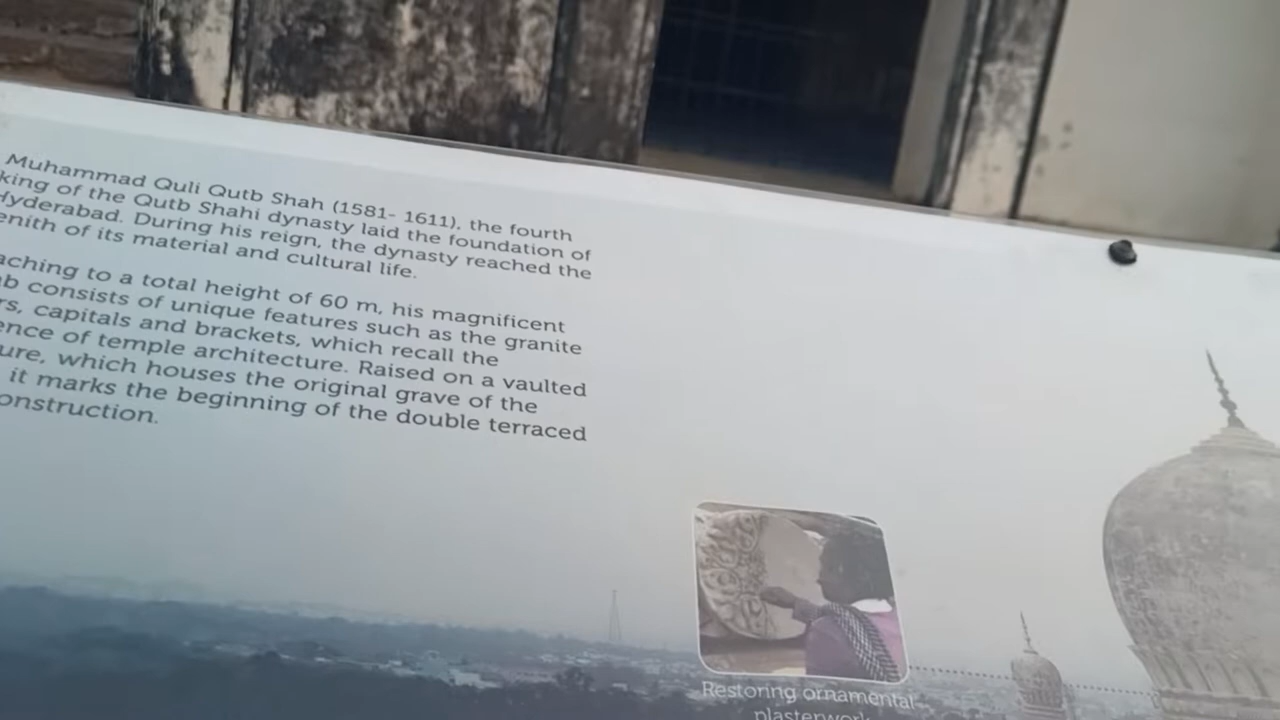 Muhammad Quli Qutb Shah (1581- 1611), the fourth
king of the Qutb Shahi dynasty laid the foundation of
Hyderabad. During his reign, the dynasty reached the
enith of its material and cultural life.
aching to a total height of 60 m, his magnificent
b consists of unique features such as the granite
rs, capitals and brackets, which recall the
ence of temple architecture. Raised on a vaulted
ure, which houses the original grave of the
it marks the beginning of the double terraced
onstruction.
Restoring ornamental
plasterwork